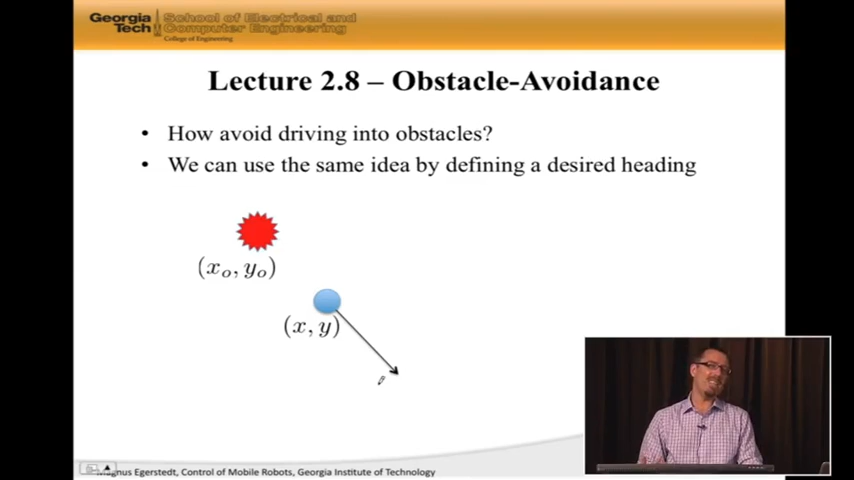 Georgia Tech
School of Electrical and Computer Engineering
College of Engineering
Lecture 2.8 – Obstacle-Avoidance
• How avoid driving into obstacles?
• We can use the same idea by defining a desired heading
(xₒ, yₒ)
(x, y)
Magnus Egerstedt, Control of Mobile Robots, Georgia Institute of Technology